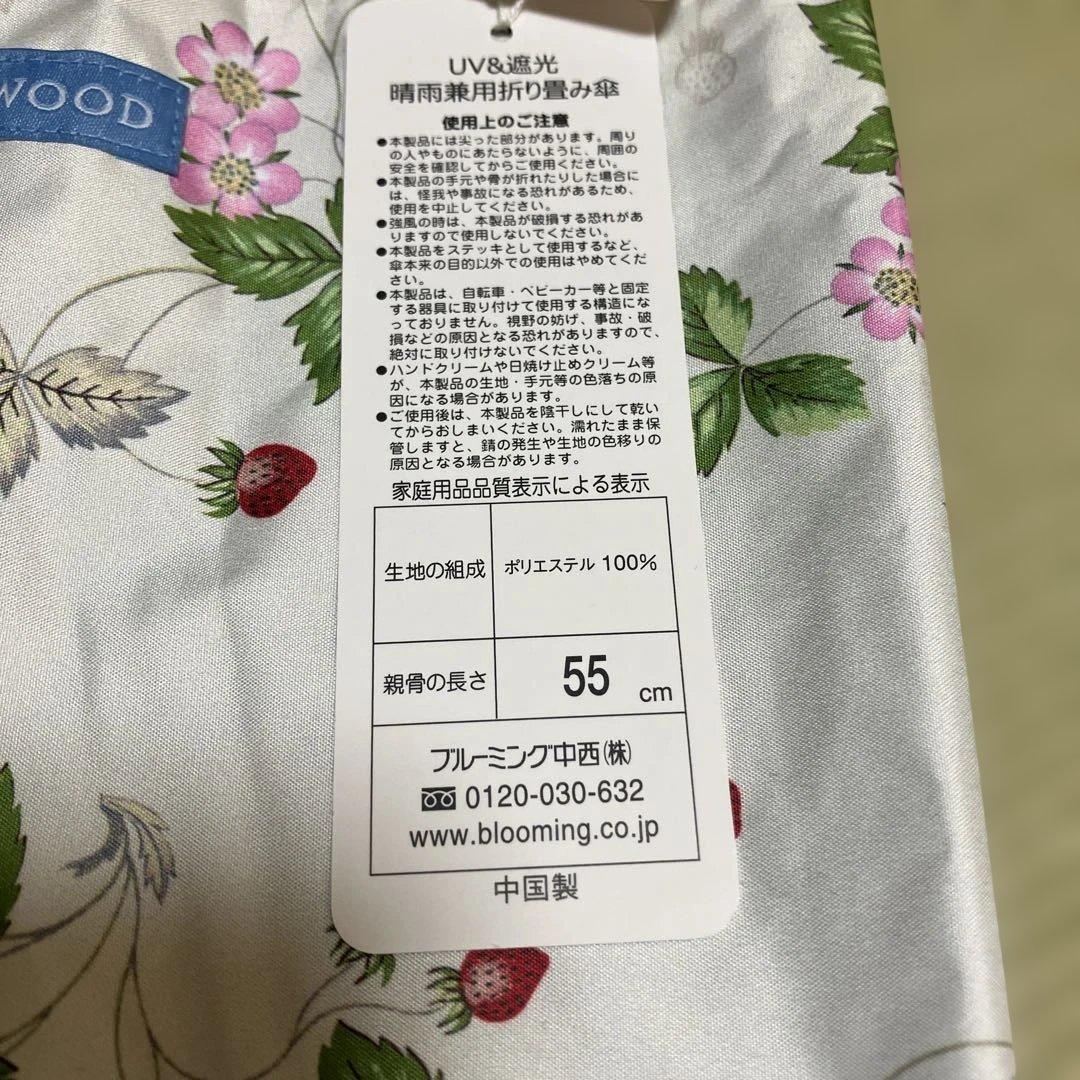 WOOD
UV&遮光
晴雨兼用折り畳み傘
使用上のご注意
●本製品には尖った部分があります。周り
の人やものにあたらないように、周囲の
安全を確認してからご使用ください。
●本製品の手元や骨が折れたりした場合に
は、怪我や事故になる恐れがあるため、
使用を中止してください。
●強風の時は、本製品が破損する恐れがあ
りますので使用しないでください。
●本製品をステッキとして使用するなど、
傘本来の目的以外での使用はやめてくだ
さい。
●本製品は、自転車・ベビーカー等と固定
する器具に取り付けて使用する構造にな
っておりません。視野の妨げ、事故・破
損などの原因となる恐れがありますので、
絶対に取り付けないでください。
●ハンドクリームや日焼け止めクリーム等
が、本製品の生地・手元等の色落ちの原
因になる場合があります。
●ご使用後は、本製品を陰干しにして乾い
てからおしまいください。濡れたまま保
管しますと、錆の発生や生地の色移りの
原因となる場合があります。
家庭用品品質表示による表示
生地の組成 ポリエステル 100%
親骨の長さ 55 cm
ブルーミング中西(株)
0120-030-632
www.blooming.co.jp
中国製